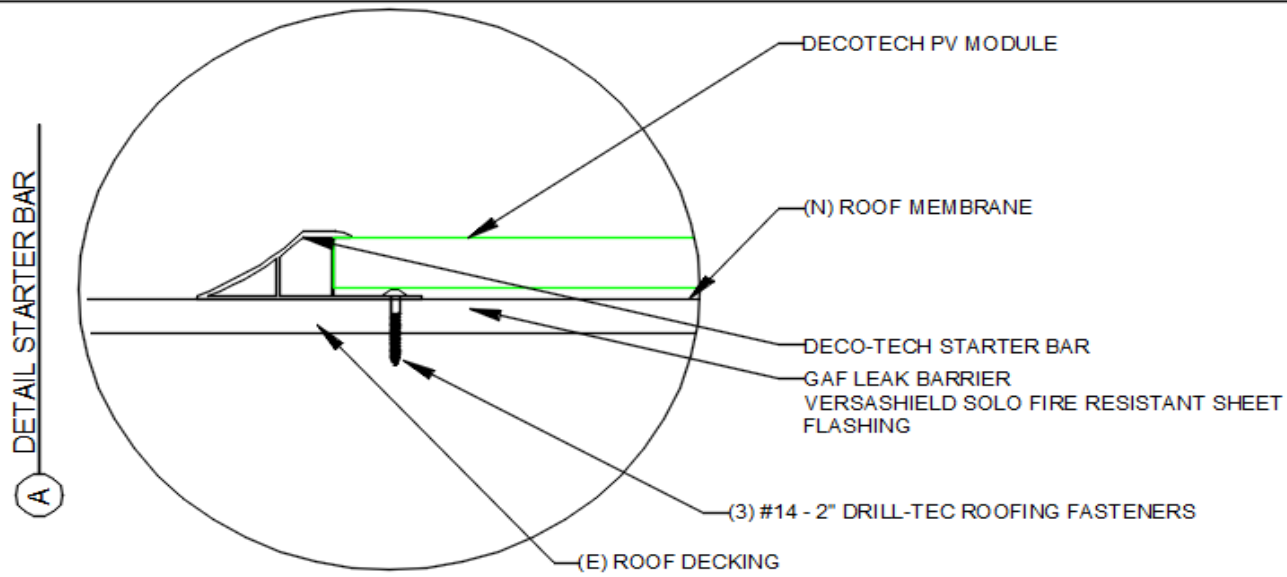 DECOTECH PV MODULE
(N) ROOF MEMBRANE
DECO-TECH STARTER BAR
GAF LEAK BARRIER
VERSASHIELD SOLO FIRE RESISTANT SHEET
FLASHING
(3) #14 - 2" DRILL-TEC ROOFING FASTENERS
(E) ROOF DECKING
DETAIL STARTER BAR
A